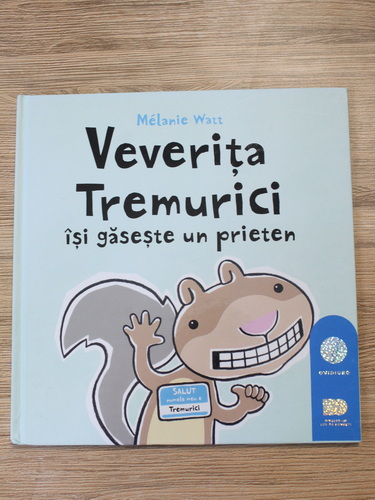 Mélanie Watt
Veverița
Tremurici
își găsește un prieten
SALUT
numele meu e
Tremurici